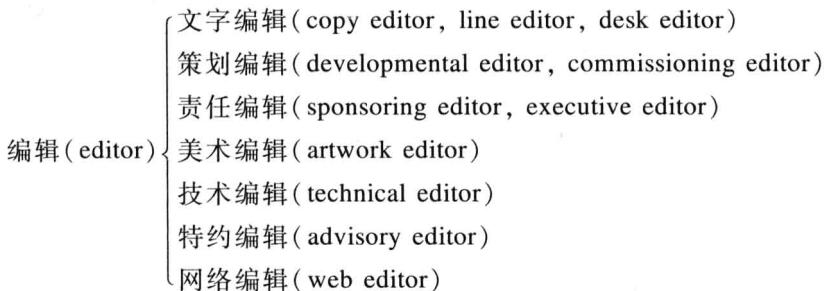 文字编辑(copy editor, line editor, desk editor)
策划编辑(developmental editor, commissioning editor)
责任编辑(sponsoring editor, executive editor)
编辑(editor) 美术编辑(artwork editor)
技术编辑(technical editor)
特约编辑(advisory editor)
网络编辑(web editor)